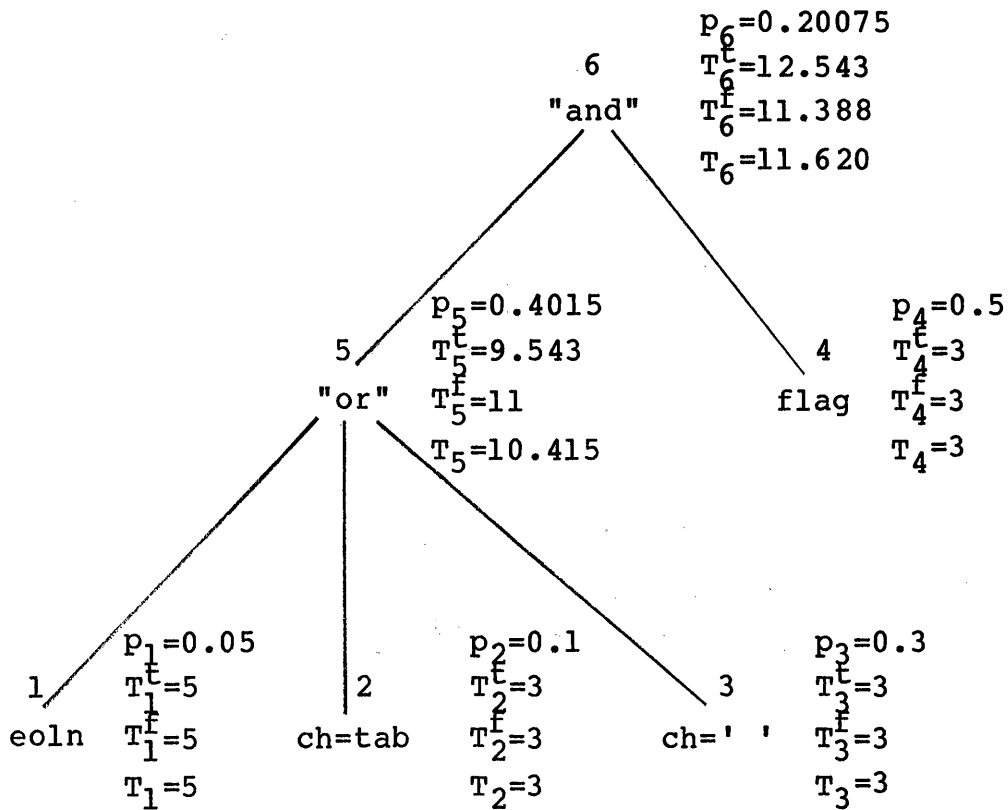 6
"and"
p₆=0.20075
T₆ᵗ=12.543
T₆ᶠ=11.388
T₆=11.620
5
"or"
p₅=0.4015
T₅ᵗ=9.543
T₅ᶠ=11
T₅=10.415
4
flag
p₄=0.5
T₄ᵗ=3
T₄ᶠ=3
T₄=3
1
eoln
p₁=0.05
T₁ᵗ=5
T₁ᶠ=5
T₁=5
2
ch=tab
p₂=0.1
T₂ᵗ=3
T₂ᶠ=3
T₂=3
3
ch=' '
p₃=0.3
T₃ᵗ=3
T₃ᶠ=3
T₃=3